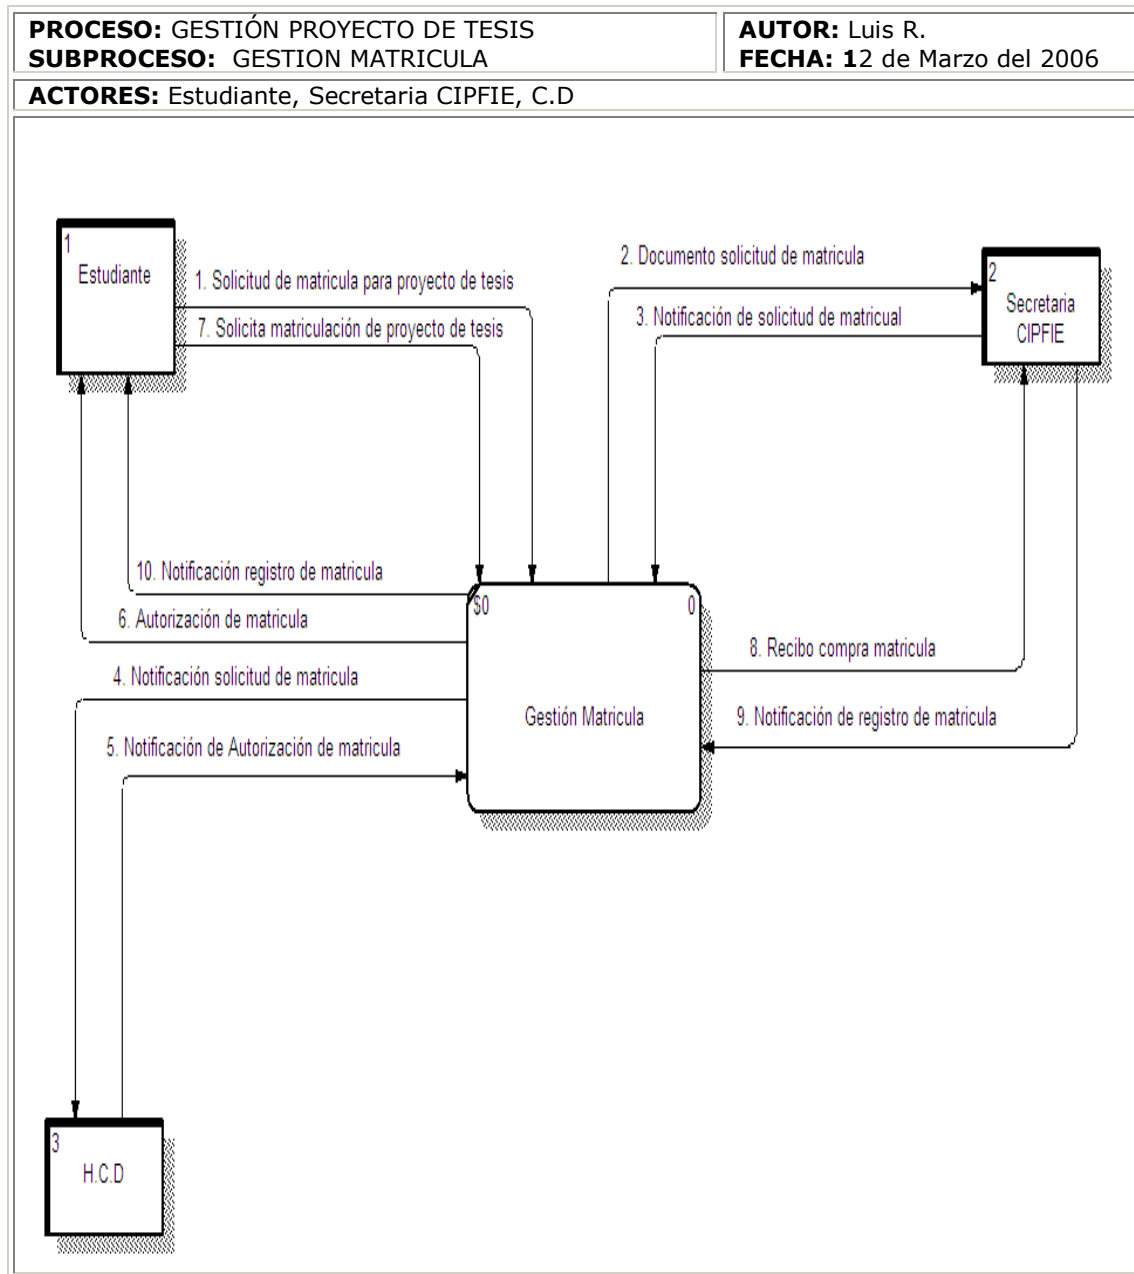 PROCESO: GESTIÓN PROYECTO DE TESIS
SUBPROCESO: GESTION MATRICULA
AUTOR: Luis R.
FECHA: 12 de Marzo del 2006
ACTORES: Estudiante, Secretaria CIPFIE, C.D
1
Estudiante
1. Solicitud de matricula para proyecto de tesis
7. Solicita matriculación de proyecto de tesis
2. Documento solicitud de matricula
3. Notificación de solicitud de matricual
2
Secretaria
CIPFIE
10. Notificación registro de matricula
6. Autorización de matricula
4. Notificación solicitud de matricula
5. Notificación de Autorización de matricula
$0
0
Gestión Matricula
8. Recibo compra matricula
9. Notificación de registro de matricula
3
H.C.D